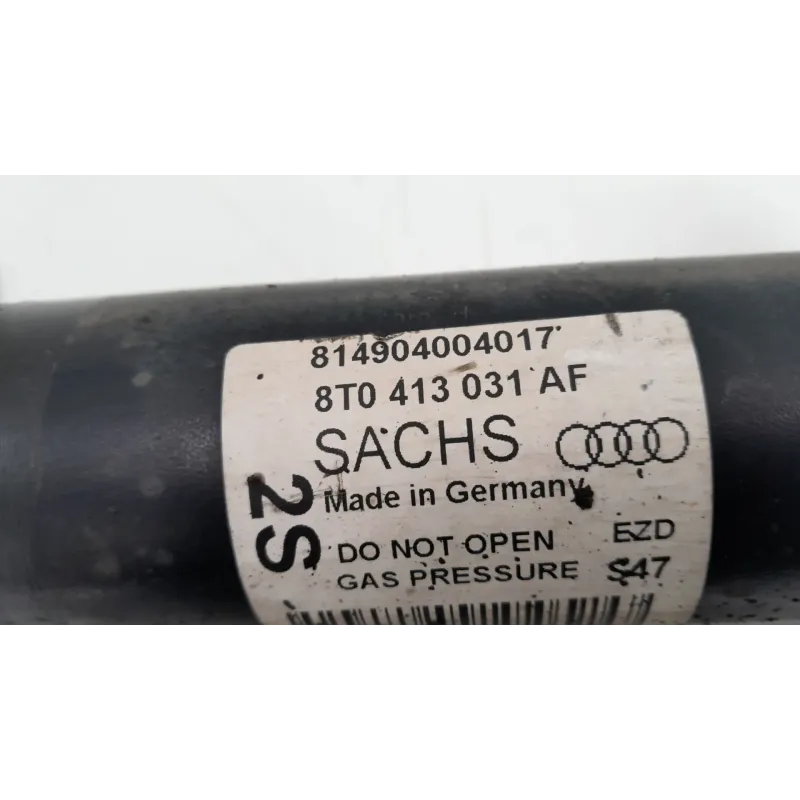 814904004017
8T0 413 031 AF
SACHS
2S
Made in Germany
DO NOT OPEN EZD
GAS PRESSURE S47